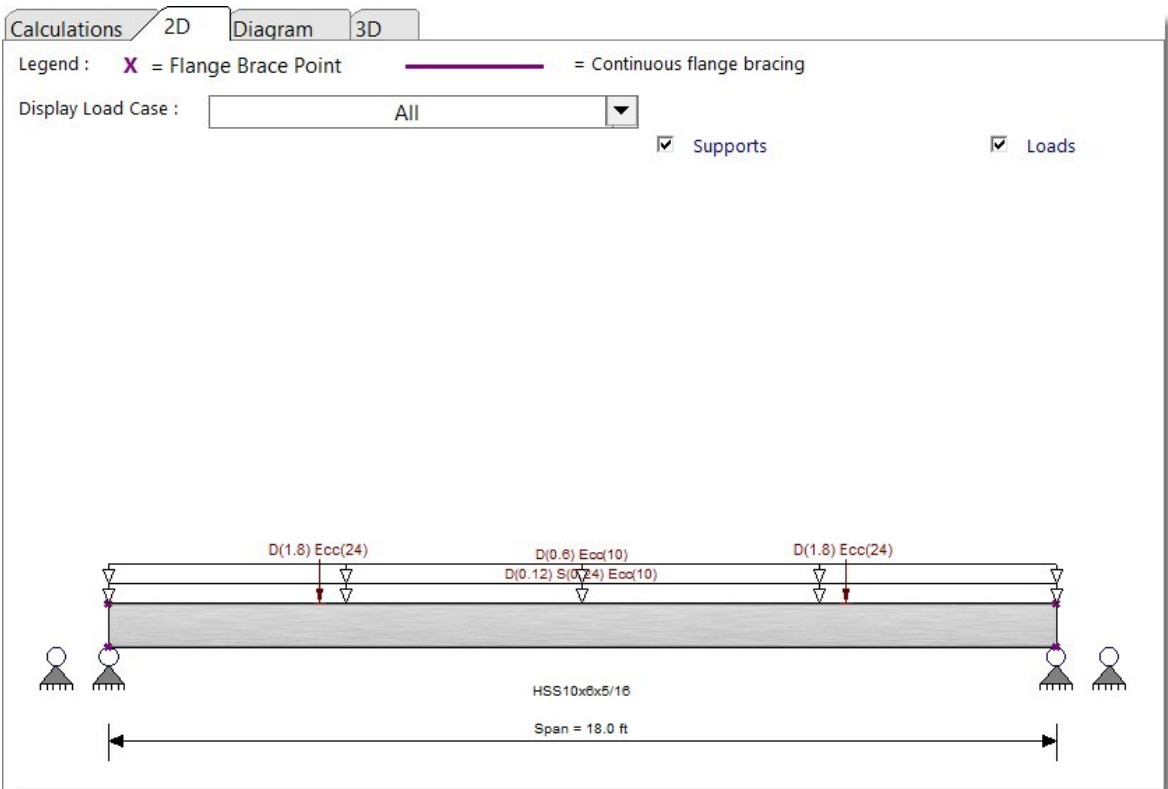 Calculations 2D Diagram 3D
Legend : X = Flange Brace Point = Continuous flange bracing
Display Load Case : All
Supports Loads
D(1.8) Ecc(24) D(0.6) Ecc(10) D(1.8) Ecc(24)
D(0.12) S(0.24) Ecc(10)
HSS10x6x5/16
Span = 18.0 ft